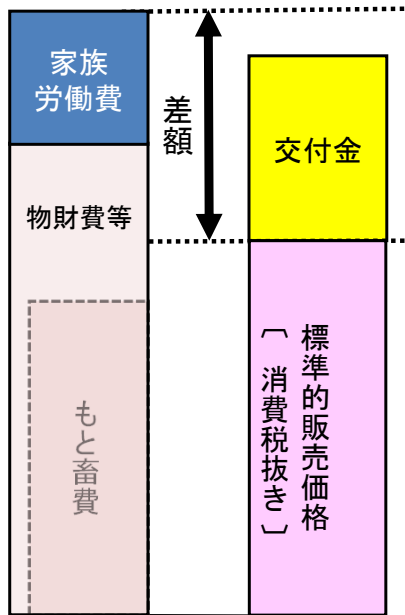 家族
労働費
物財費等
もと畜費
差額
交付金
標準的販売価格
〔消費税抜き〕